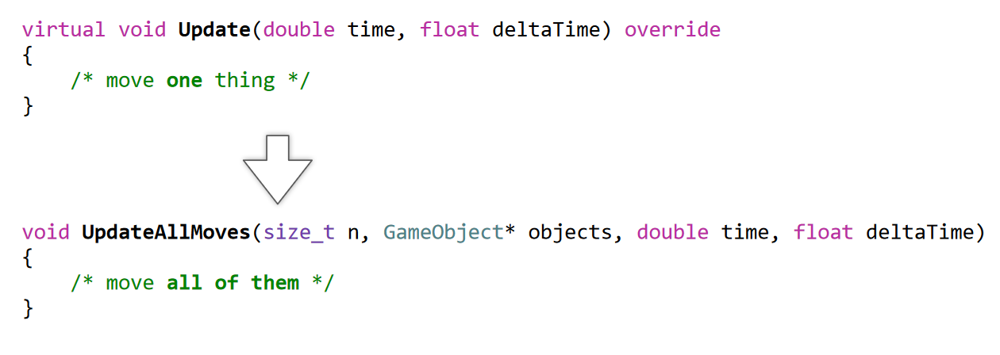 virtual void Update(double time, float deltaTime) override
{
    /* move one thing */
}
void UpdateAllMoves(size_t n, GameObject* objects, double time, float deltaTime)
{
    /* move all of them */
}